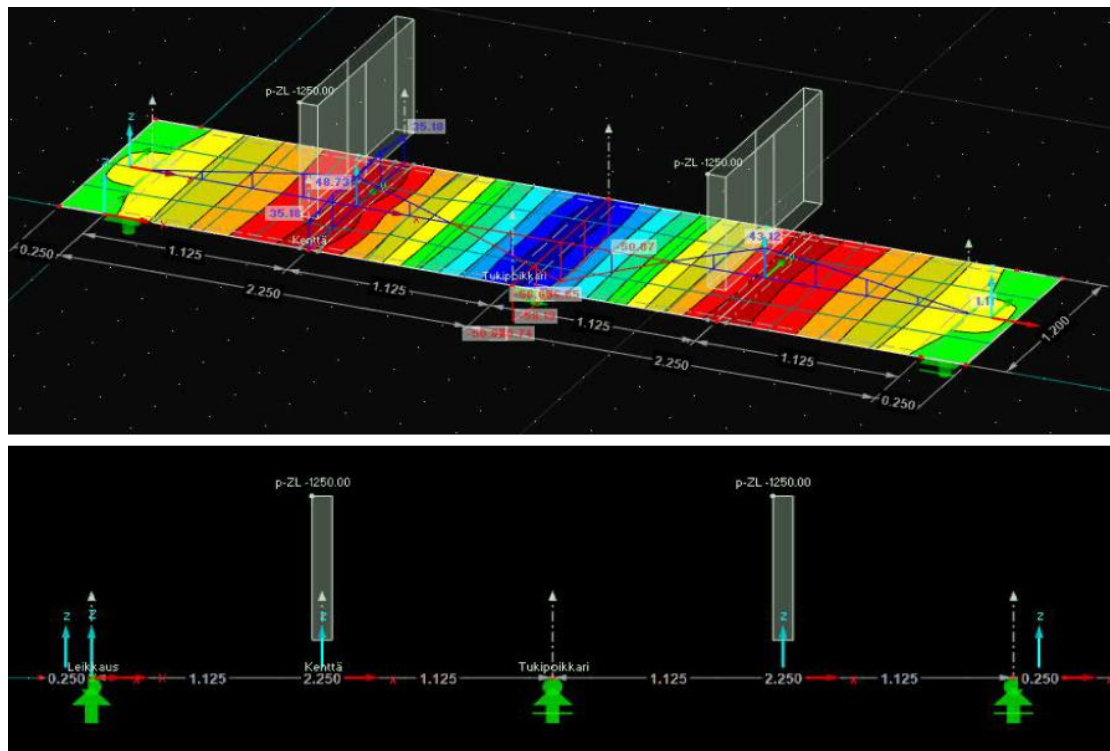 p-ZL -1250.00
35.18
p-ZL -1250.00
z
48.73
z
35.18
Kenttä
43.12
-50.87
Tukipoikkari
z
0.250
1.125
2.250
1.125
1.125
2.250
1.125
0.250
1.200
p-ZL -1250.00
p-ZL -1250.00
z
z
z
z
z
Leikkaus
Kenttä
Tukipoikkari
0.250
1.125
2.250
x
1.125
1.125
2.250
x
1.125
0.250